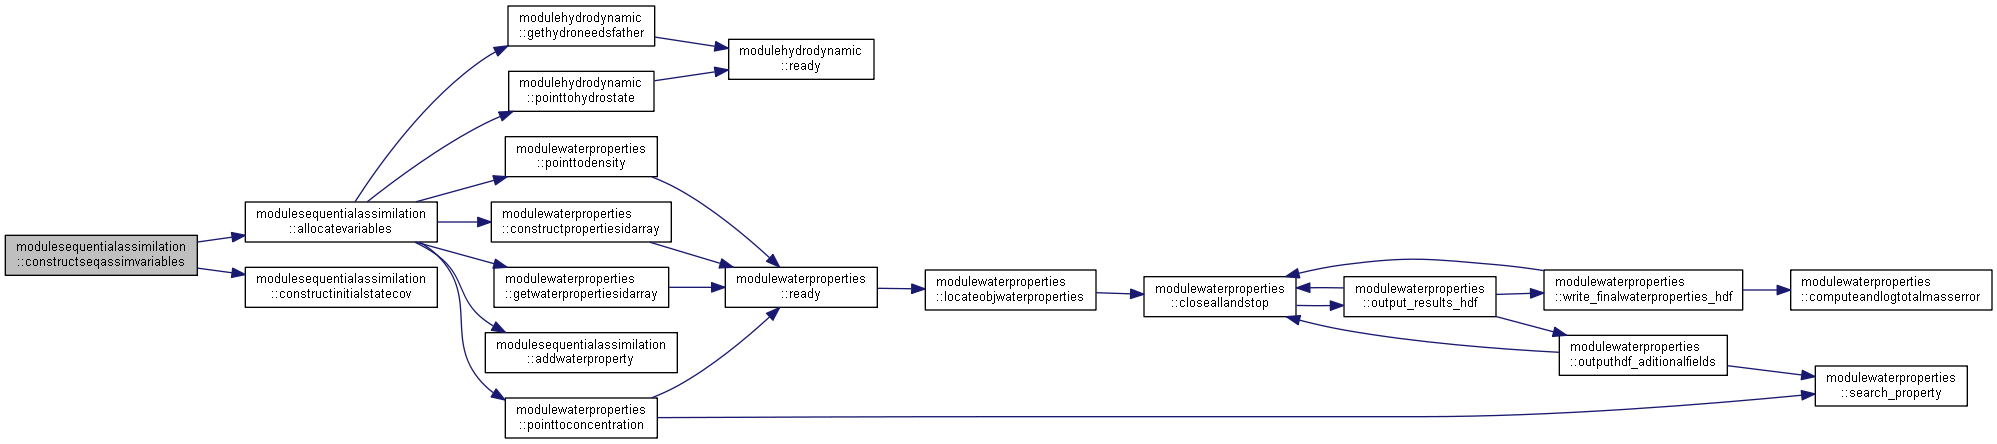 modulesequentialassimilation
::constructseqassimvariables
modulesequentialassimilation
::allocatevariables
modulesequentialassimilation
::constructinitialstatecov
modulehydrodynamic
::gethydroneedsfather
modulehydrodynamic
::pointtohydrostate
modulewaterproperties
::pointtodensity
modulewaterproperties
::constructpropertiesidarray
modulewaterproperties
::getwaterpropertiesidarray
modulesequentialassimilation
::addwaterproperty
modulewaterproperties
::pointtoconcentration
modulehydrodynamic
::ready
modulewaterproperties
::ready
modulewaterproperties
::locateobjwaterproperties
modulewaterproperties
::closeallandstop
modulewaterproperties
::output_results_hdf
modulewaterproperties
::write_finalwaterproperties_hdf
modulewaterproperties
::outputhdf_aditionalfields
modulewaterproperties
::computeandlogtotalmasserror
modulewaterproperties
::search_property